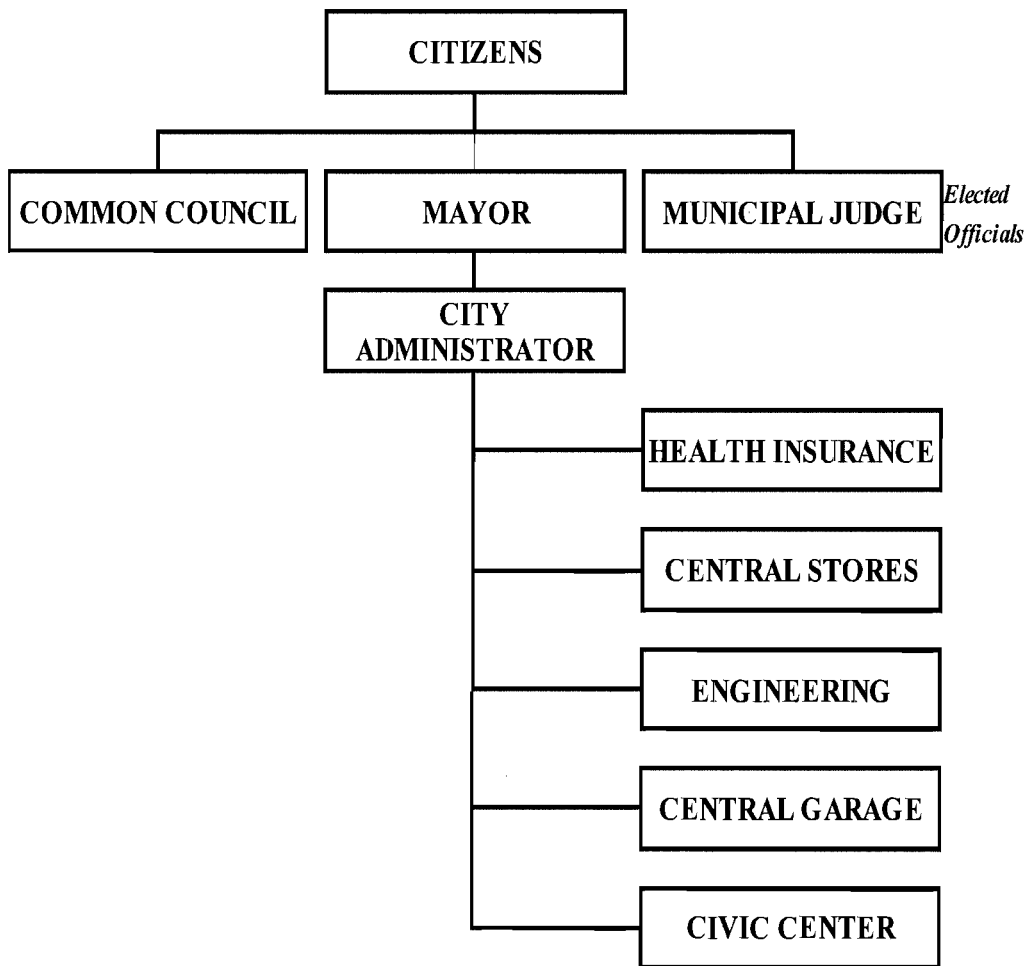 CITIZENS
COMMON COUNCIL
MAYOR
MUNICIPAL JUDGE
Elected
Officials
CITY
ADMINISTRATOR
HEALTH INSURANCE
CENTRAL STORES
ENGINEERING
CENTRAL GARAGE
CIVIC CENTER